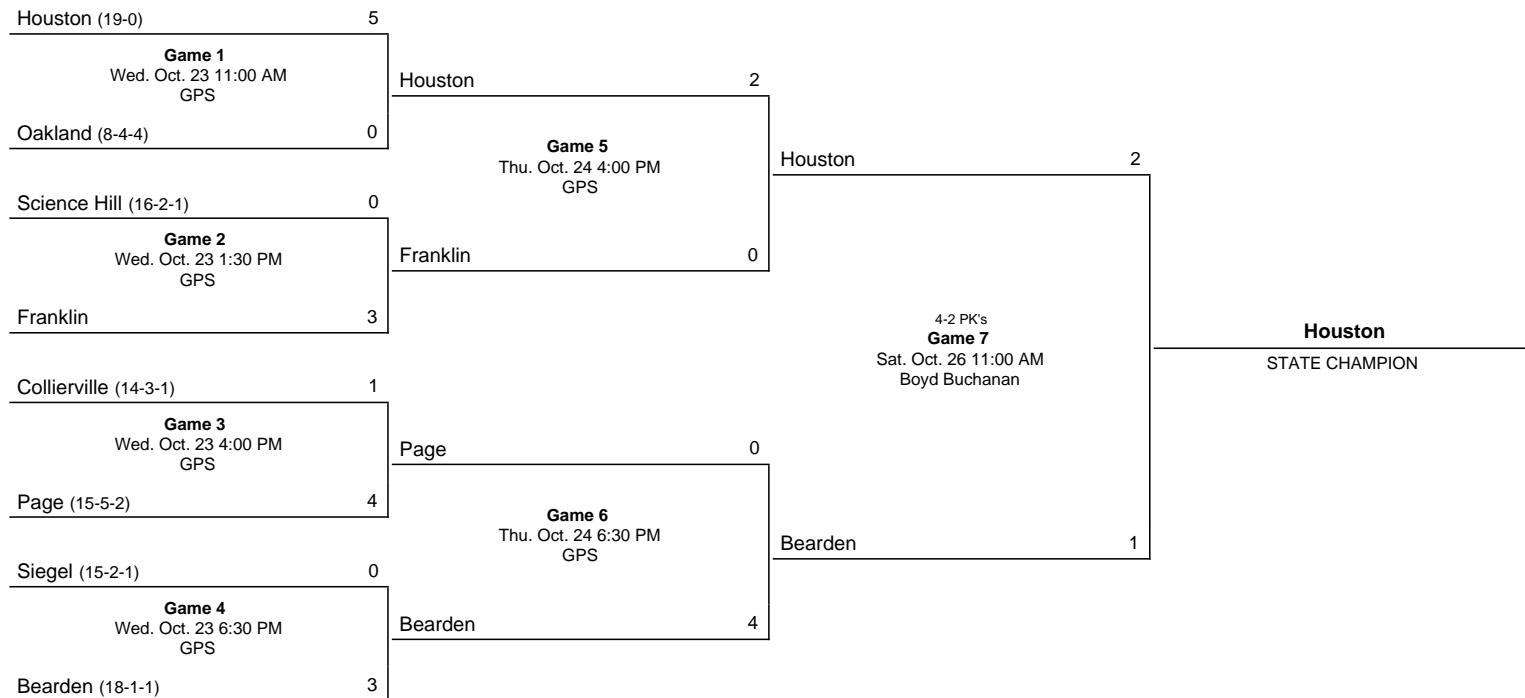 Houston (19-0) 5
Game 1
Wed. Oct. 23 11:00 AM
GPS
Oakland (8-4-4) 0
Science Hill (16-2-1) 0
Game 2
Wed. Oct. 23 1:30 PM
GPS
Franklin 3
Collierville (14-3-1) 1
Game 3
Wed. Oct. 23 4:00 PM
GPS
Page (15-5-2) 4
Siegel (15-2-1) 0
Game 4
Wed. Oct. 23 6:30 PM
GPS
Bearden (18-1-1) 3
Houston 2
Game 5
Thu. Oct. 24 4:00 PM
GPS
Franklin 0
Page 0
Game 6
Thu. Oct. 24 6:30 PM
GPS
Bearden 4
Houston 2
4-2 PK's
Game 7
Sat. Oct. 26 11:00 AM
Boyd Buchanan
Bearden 1
Houston
STATE CHAMPION